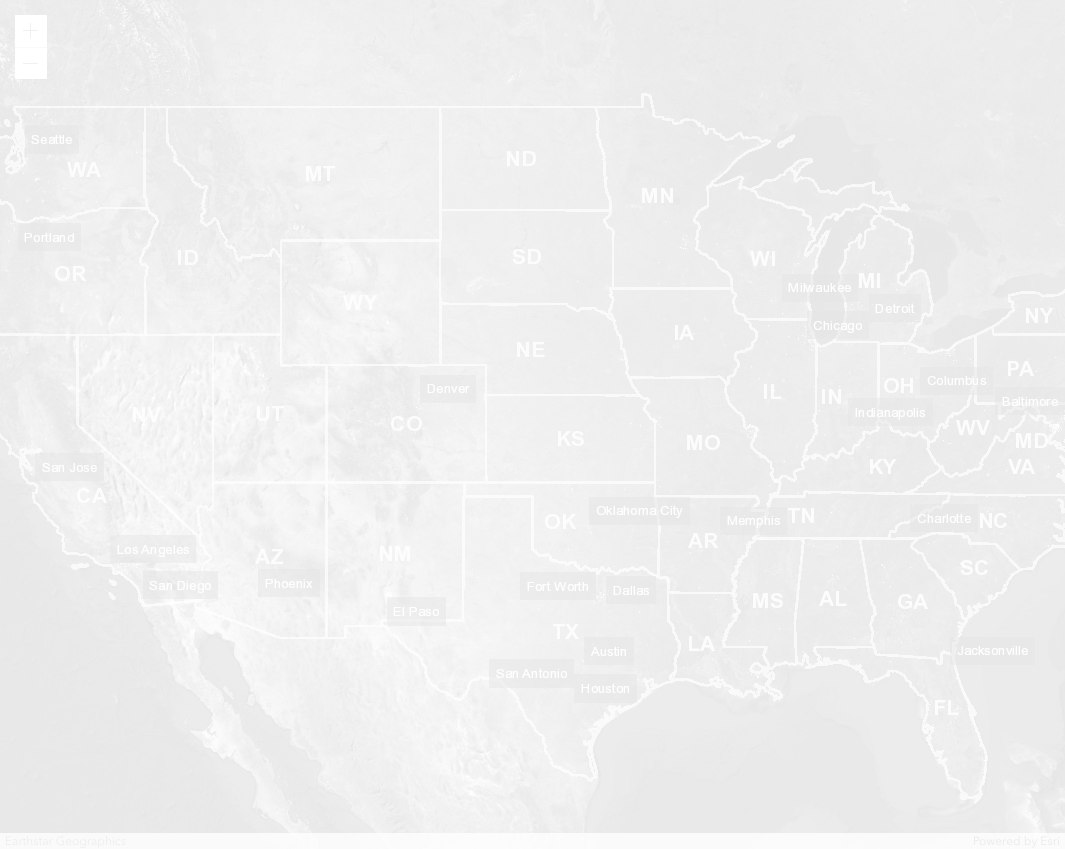 +
−
Seattle
WA
MT
ND
MN
Portland
OR
ID
SD
WI
MI
WY
Milwaukee
Detroit
NY
Chicago
IA
NE
PA
Denver
Columbus
OH
IL
IN
Baltimore
NV
UT
CO
Indianapolis
WV
KS
MO
MD
San Jose
KY
VA
CA
Oklahoma City
OK
Memphis
TN
Charlotte
NC
AR
Los Angeles
AZ
NM
SC
San Diego
Phoenix
Fort Worth
Dallas
MS
AL
GA
El Paso
TX
LA
Austin
Jacksonville
San Antonio
Houston
FL
Earthstar Geographics
Powered by Esri